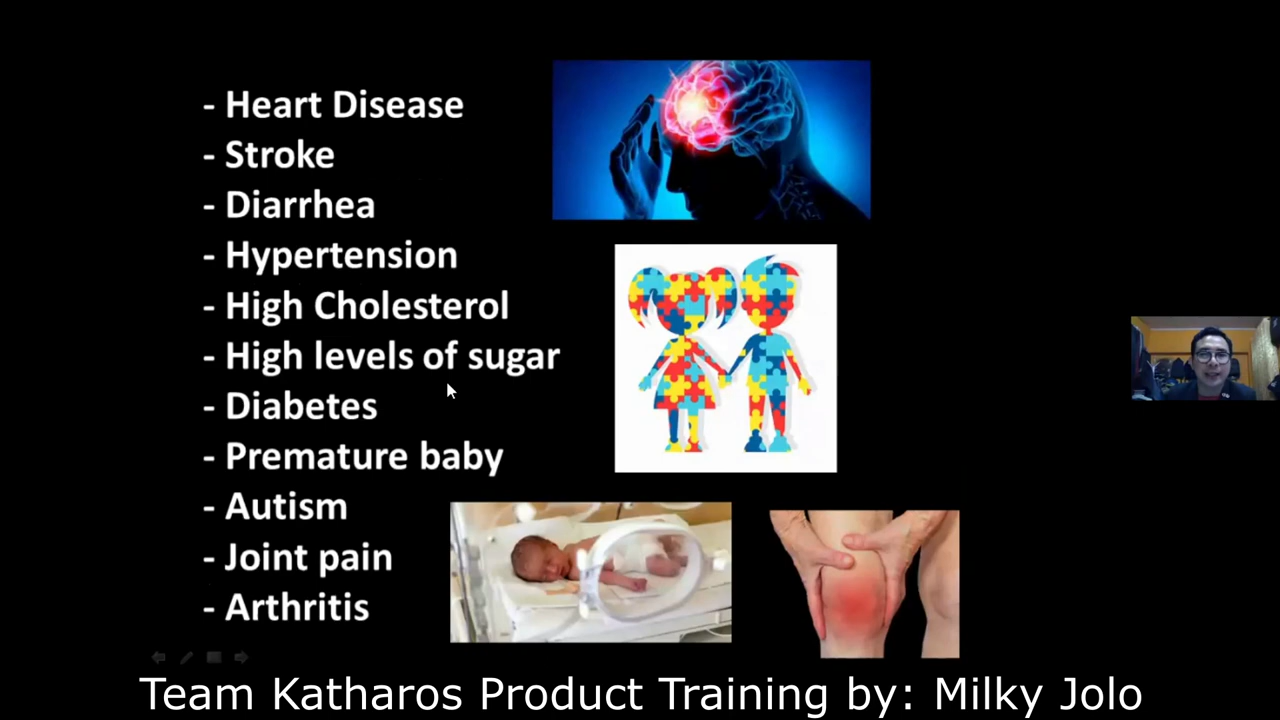 - Heart Disease
- Stroke
- Diarrhea
- Hypertension
- High Cholesterol
- High levels of sugar
- Diabetes
- Premature baby
- Autism
- Joint pain
- Arthritis
Team Katharos Product Training by: Milky Jolo